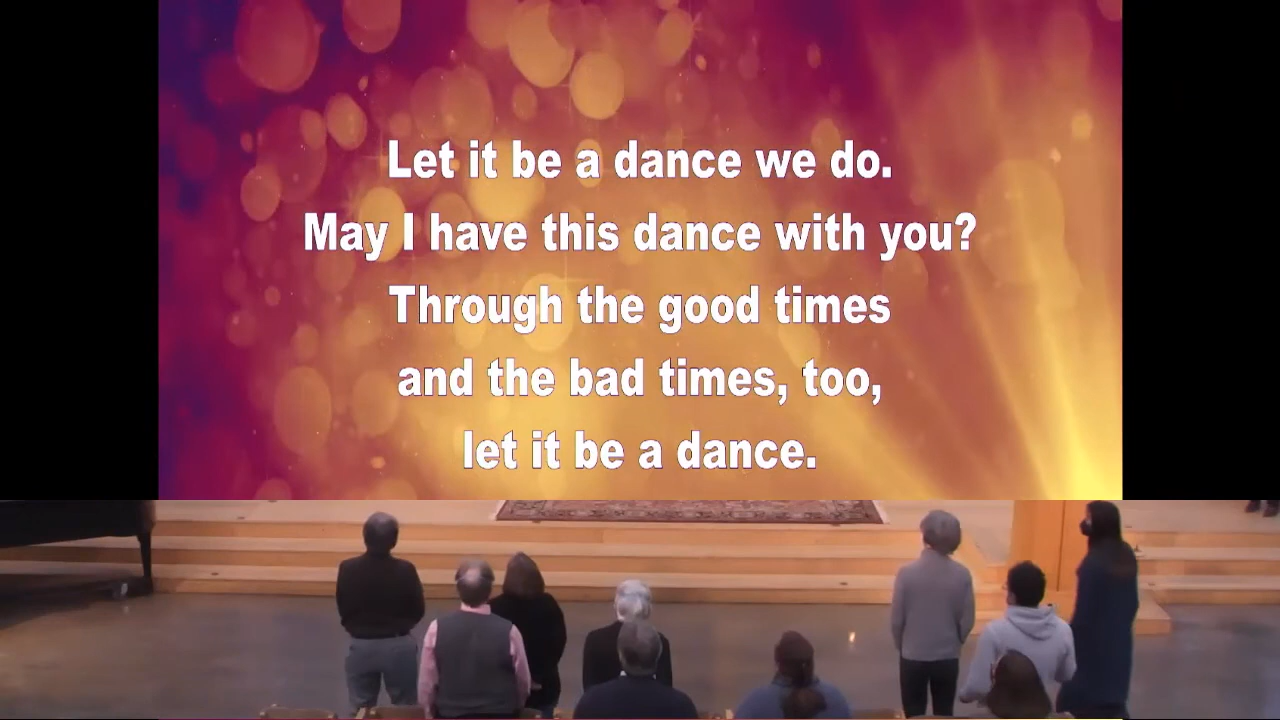 Let it be a dance we do.
May I have this dance with you?
Through the good times
and the bad times, too,
let it be a dance.